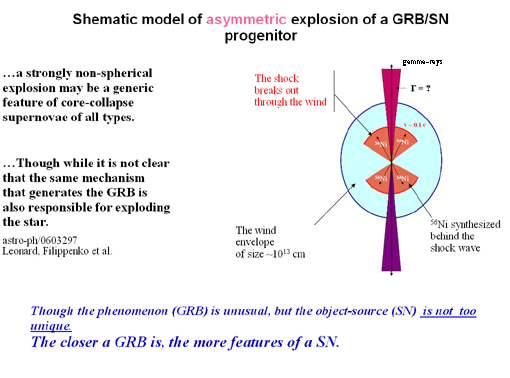 Shematic model of asymmetric explosion of a GRB/SN
progenitor
…a strongly non-spherical
explosion may be a generic
feature of core-collapse
supernovae of all types.
…Though while it is not clear
that the same mechanism
that generates the GRB is
also responsible for exploding
the star.
astro-ph/0603297
Leonard, Filippenko et al.
The shock
breaks out
through the wind
gamma-rays
Γ = ?
v ~ 0.1 c
56Ni
56Ni
56Ni
56Ni
The wind
envelope
of size ~10^13 cm
56Ni synthesized
behind the
shock wave
Though the phenomenon (GRB) is unusual, but the object-source (SN) is not too
unique.
The closer a GRB is, the more features of a SN.